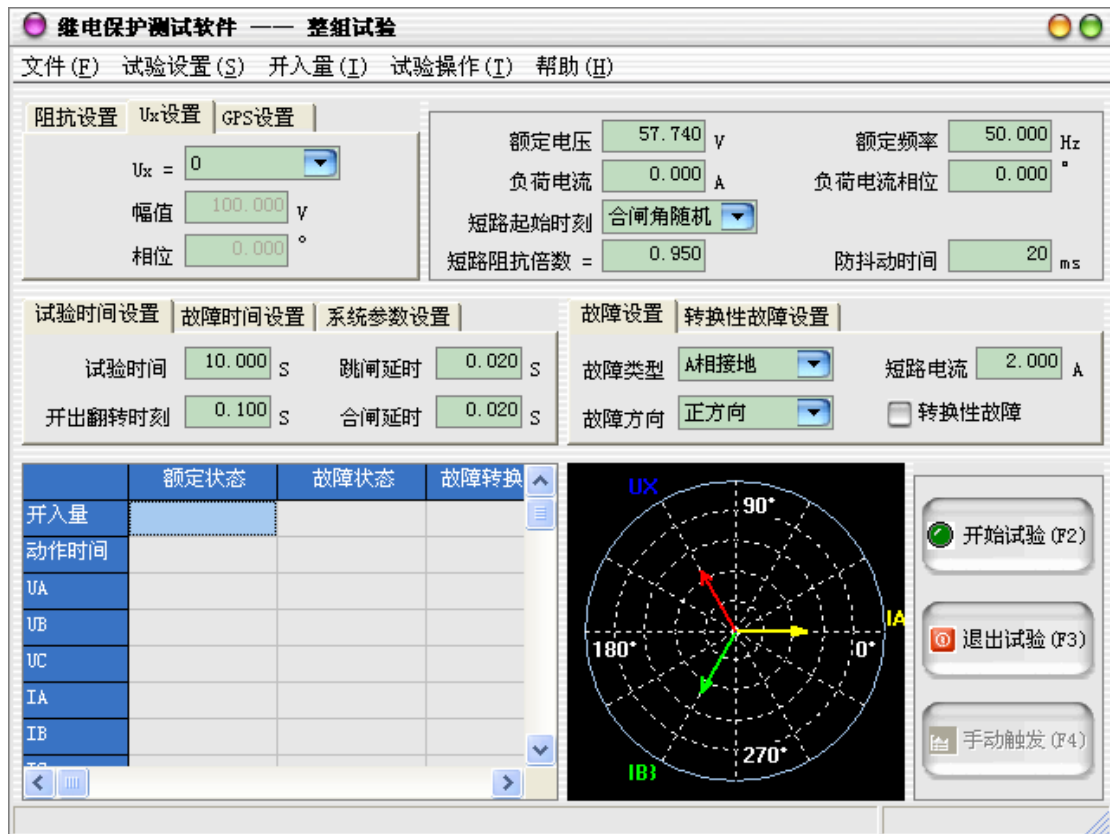 继电保护测试软件 —— 整组试验
文件(F) 试验设置(S) 开入量(I) 试验操作(T) 帮助(H)
阻抗设置 Ux设置 GPS设置
Ux = 0
幅值 100.000 V
相位 0.000 °
额定电压 57.740 V 额定频率 50.000 Hz
负荷电流 0.000 A 负荷电流相位 0.000 °
短路起始时刻 合闸角随机
短路阻抗倍数 = 0.950 防抖动时间 20 ms
试验时间设置 故障时间设置 系统参数设置
试验时间 10.000 S 跳闸延时 0.020 S
开出翻转时刻 0.100 S 合闸延时 0.020 S
故障设置 转换性故障设置
故障类型 A相接地 短路电流 2.000 A
故障方向 正方向 转换性故障
额定状态 故障状态 故障转换
开入量
动作时间
UA
UB
UC
IA
IB
UX
90°
IA
180°
0°
270°
IB
开始试验(F2)
退出试验(F3)
手动触发(F4)